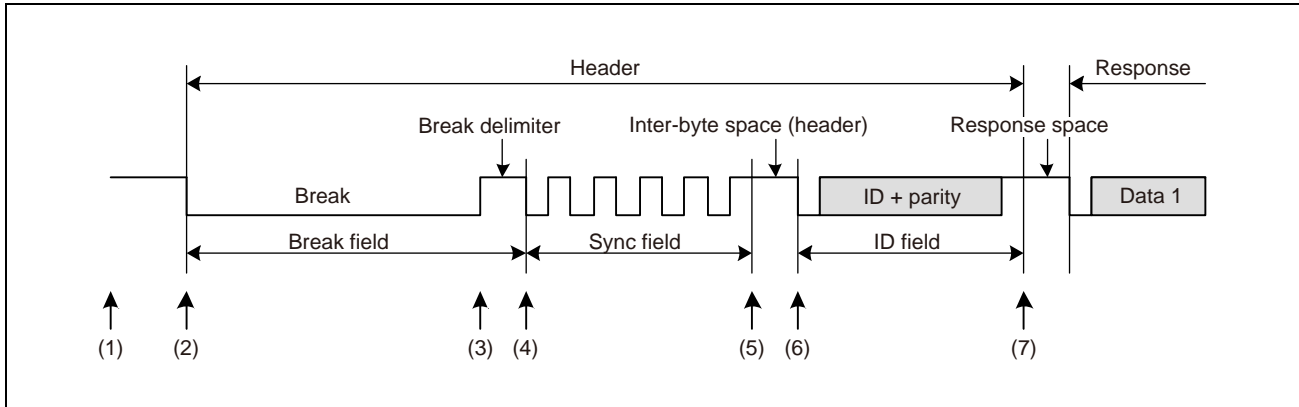 Header
Response
Break delimiter
Inter-byte space (header)
Response space
Break
ID + parity
Data 1
Break field
Sync field
ID field
(1)
(2)
(3)
(4)
(5)
(6)
(7)